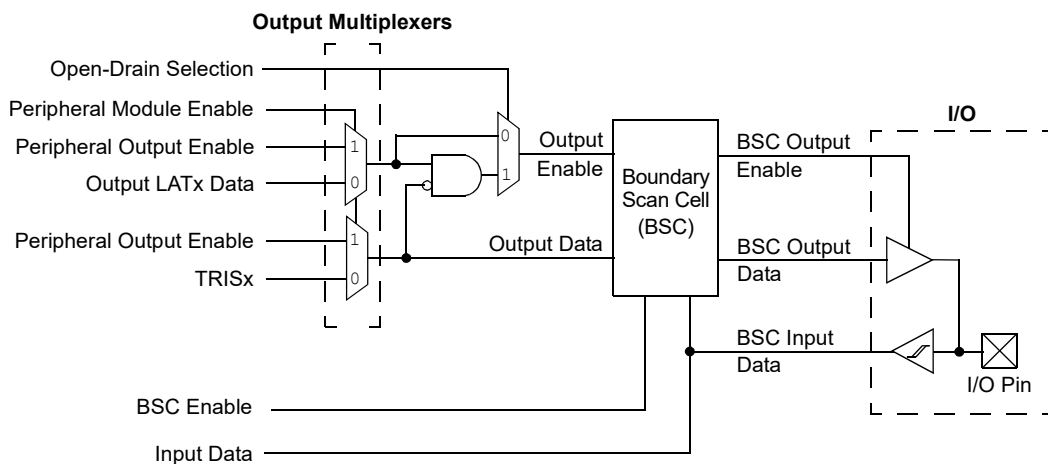 Output Multiplexers
Open-Drain Selection
Peripheral Module Enable
Peripheral Output Enable
Output LATx Data
Peripheral Output Enable
TRISx
BSC Enable
Input Data
1
0
1
0
0
1
Output
Enable
Output Data
Boundary
Scan Cell
(BSC)
BSC Output
Enable
BSC Output
Data
BSC Input
Data
I/O
I/O Pin